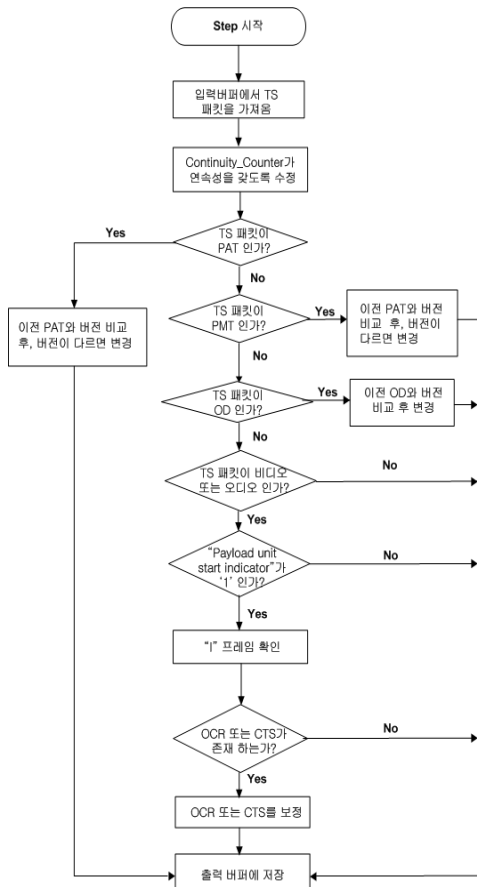 Step 시작
입력버퍼에서 TS
패킷을 가져옴
Continuity_Counter가
연속성을 갖도록 수정
Yes
TS 패킷이
PAT 인가?
No
이전 PAT와 버전 비교
후, 버전이 다르면 변경
TS 패킷이
PMT 인가?
Yes
이전 PAT와 버전
비교 후, 버전이
다르면 변경
No
TS 패킷이
OD 인가?
Yes
이전 OD와 버전
비교 후 변경
No
TS 패킷이 비디오
또는 오디오 인가?
No
Yes
“Payload unit
start indicator”가
‘1’ 인가?
No
Yes
“I” 프레임 확인
OCR 또는 CTS가
존재 하는가?
No
Yes
OCR 또는 CTS를 보정
출력 버퍼에 저장